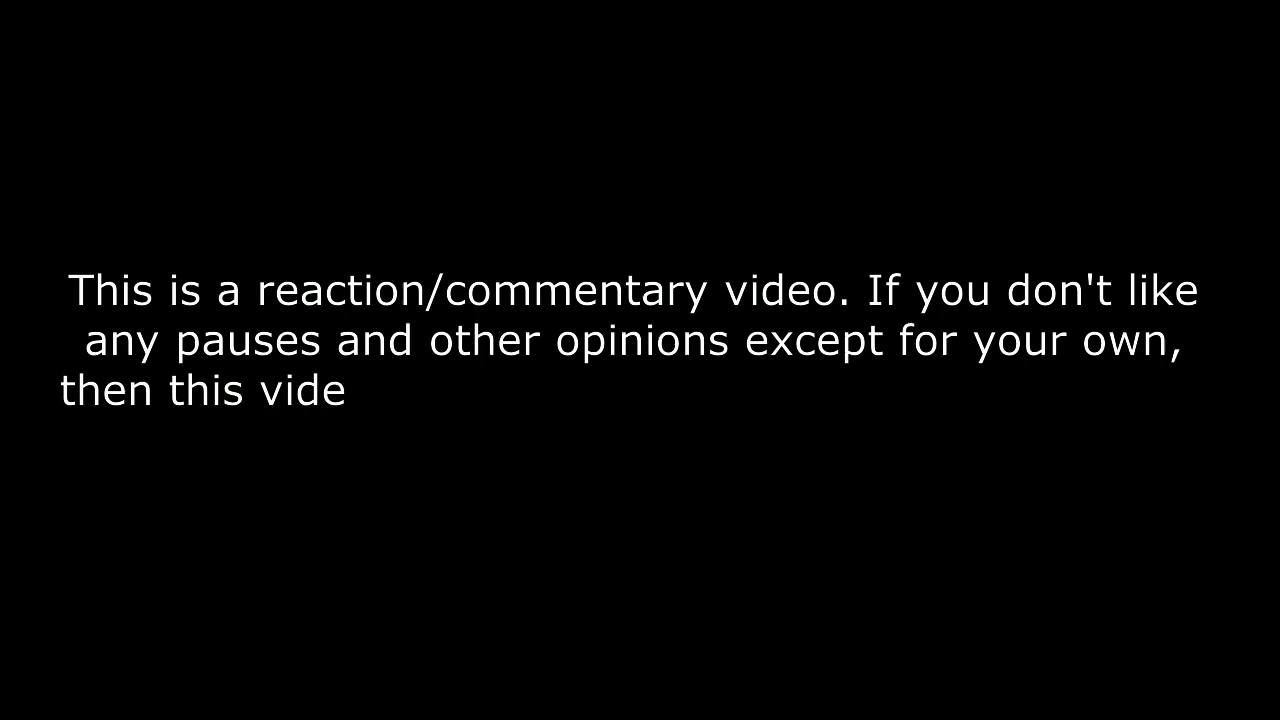 This is a reaction/commentary video. If you don't like
any pauses and other opinions except for your own,
then this vide